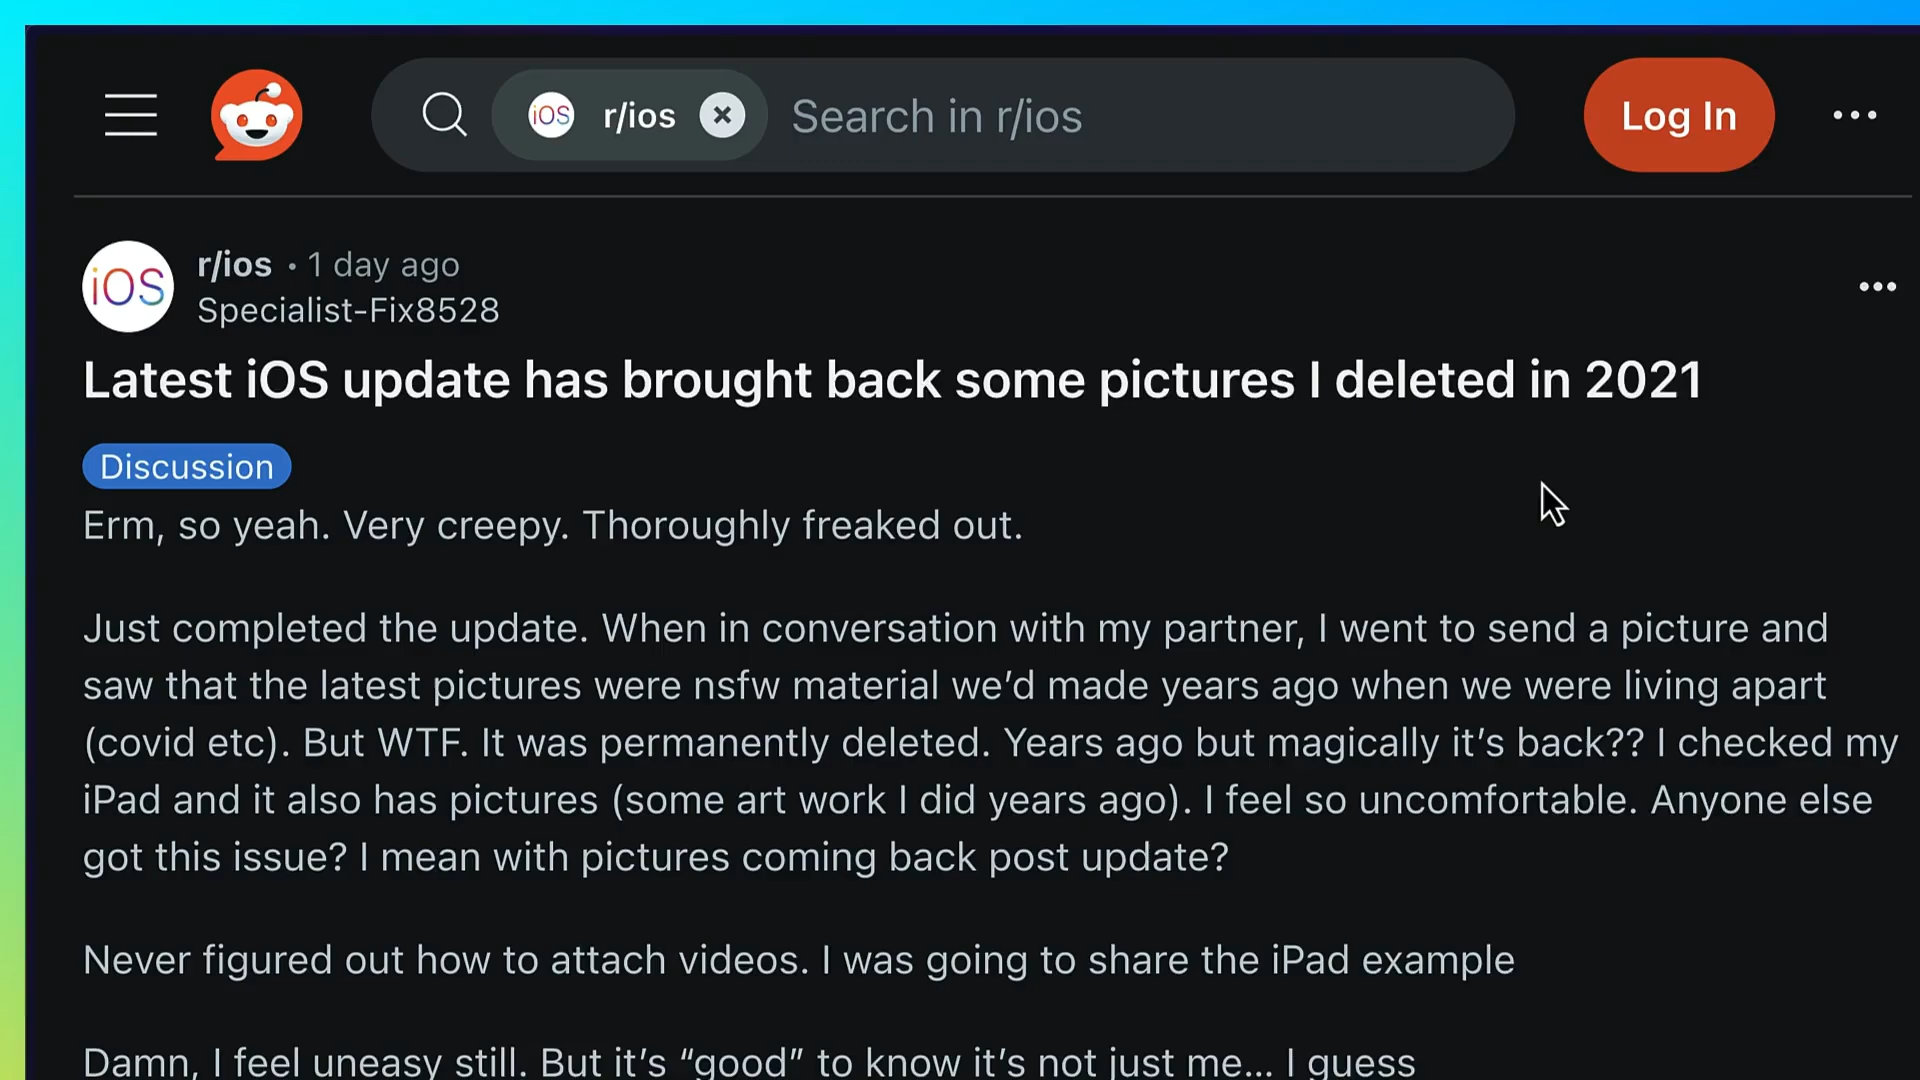 iOS r/ios Search in r/ios Log In
iOS
r/ios • 1 day ago
Specialist-Fix8528
Latest iOS update has brought back some pictures I deleted in 2021
Discussion
Erm, so yeah. Very creepy. Thoroughly freaked out.
Just completed the update. When in conversation with my partner, I went to send a picture and
saw that the latest pictures were nsfw material we’d made years ago when we were living apart
(covid etc). But WTF. It was permanently deleted. Years ago but magically it’s back?? I checked my
iPad and it also has pictures (some art work I did years ago). I feel so uncomfortable. Anyone else
got this issue? I mean with pictures coming back post update?
Never figured out how to attach videos. I was going to share the iPad example
Damn, I feel uneasy still. But it’s “good” to know it’s not just me... I guess